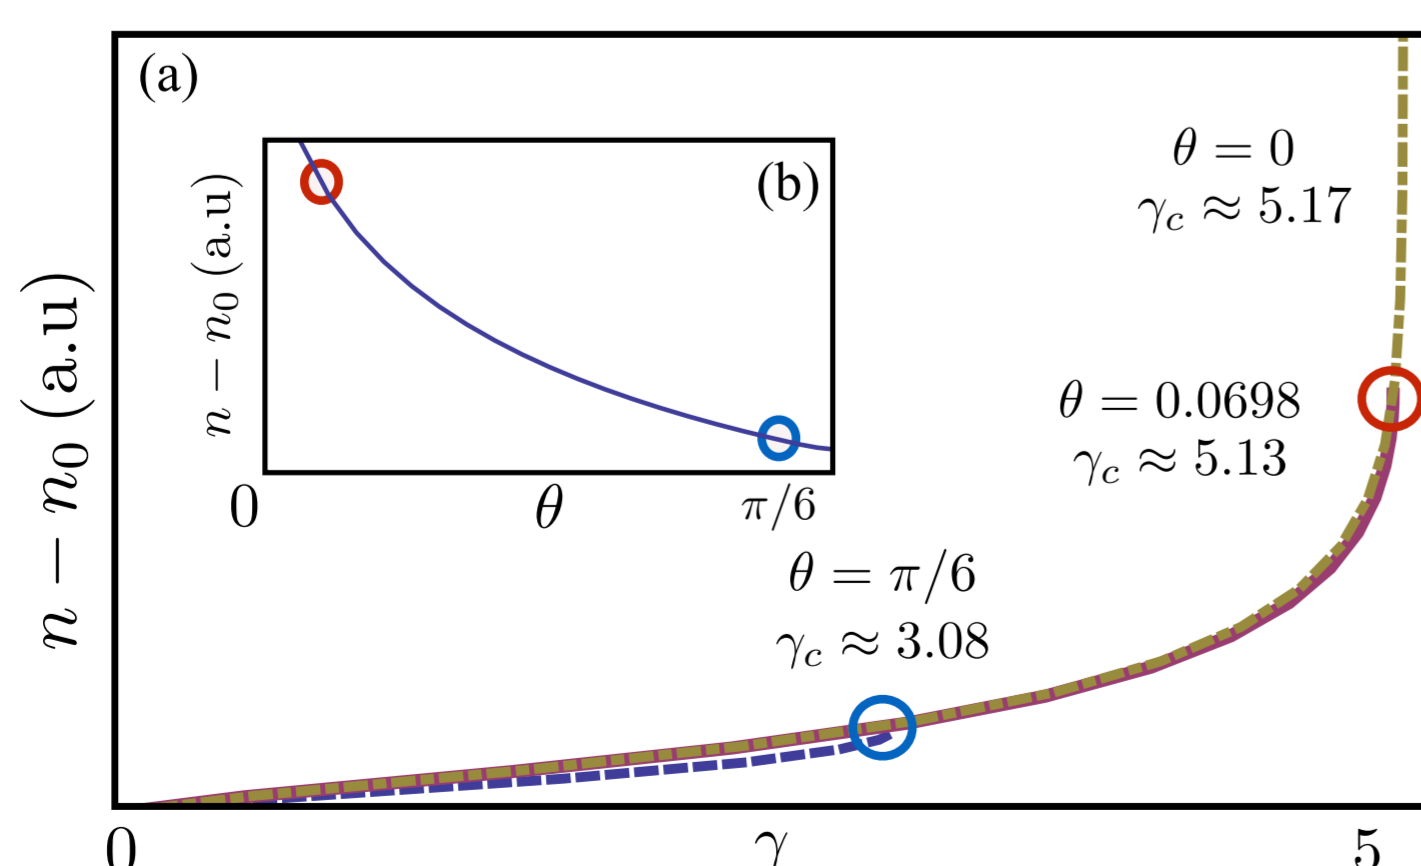 (a)
n − n₀ (a.u)
(b)
n − n₀ (a.u)
0
θ
π/6
θ = 0
γ_c ≈ 5.17
θ = 0.0698
γ_c ≈ 5.13
θ = π/6
γ_c ≈ 3.08
0
γ
5